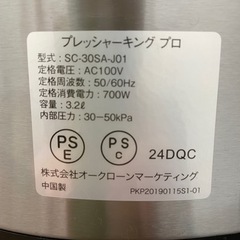 プレッシャーキング プロ
型式：SC-30SA-J01
定格電圧：AC100V
定格周波数：50/60Hz
定格消費電力：700W
容量：3.2ℓ
内部圧力：30−50kPa
PS E PS C 24DQC
株式会社オークローンマーケティング
中国製 PKP20190115S1-01